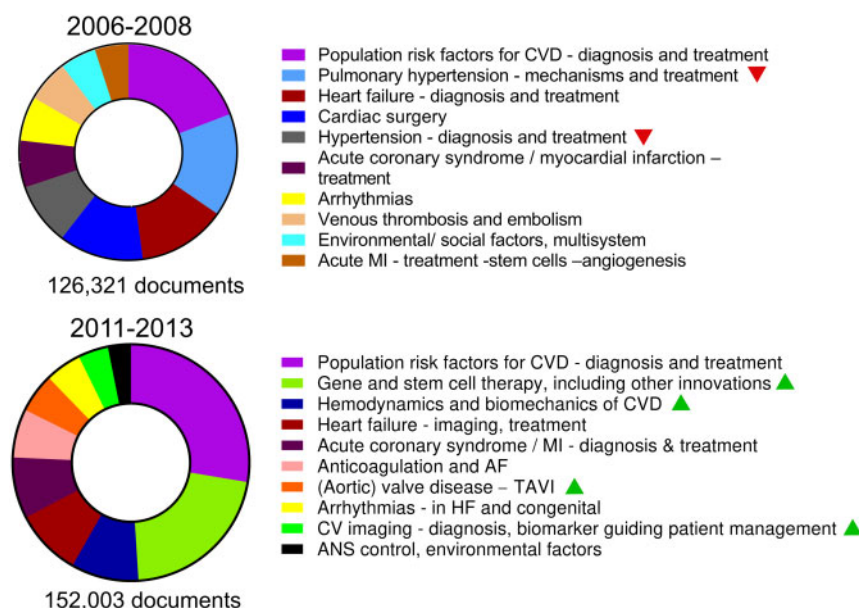 2006-2008
Population risk factors for CVD - diagnosis and treatment
Pulmonary hypertension - mechanisms and treatment
Heart failure - diagnosis and treatment
Cardiac surgery
Hypertension - diagnosis and treatment
Acute coronary syndrome / myocardial infarction –
treatment
Arrhythmias
Venous thrombosis and embolism
Environmental/ social factors, multisystem
Acute MI - treatment -stem cells –angiogenesis
126,321 documents
2011-2013
Population risk factors for CVD - diagnosis and treatment
Gene and stem cell therapy, including other innovations
Hemodynamics and biomechanics of CVD
Heart failure - imaging, treatment
Acute coronary syndrome / MI - diagnosis & treatment
Anticoagulation and AF
(Aortic) valve disease – TAVI
Arrhythmias - in HF and congenital
CV imaging - diagnosis, biomarker guiding patient management
ANS control, environmental factors
152,003 documents